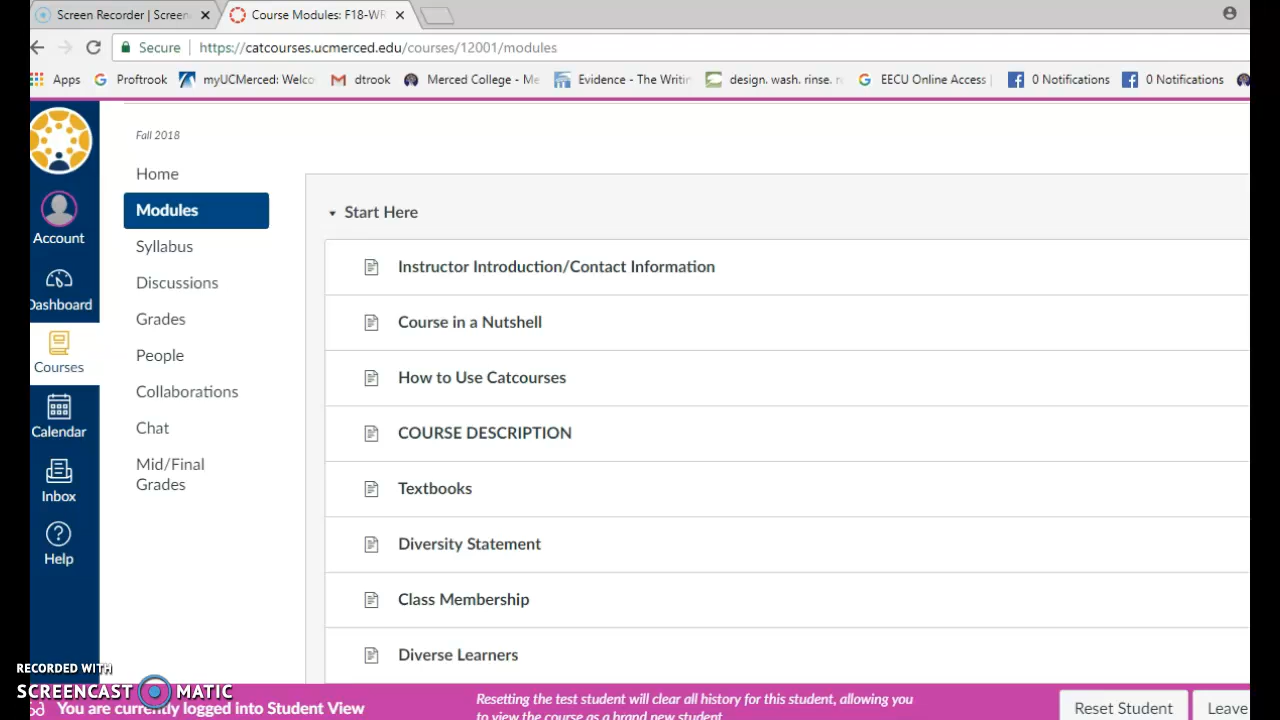 Screen Recorder | Screen
Course Modules: F18-WR
Secure
https://catcourses.ucmerced.edu/courses/12001/modules
Apps
Proftrook
myUCMerced: Welco
dtrook
Merced College - Me
Evidence - The Writin
design. wash. rinse. r
EECU Online Access |
0 Notifications
0 Notifications
Fall 2018
Account
Dashboard
Courses
Calendar
Inbox
Help
Home
Modules
Syllabus
Discussions
Grades
People
Collaborations
Chat
Mid/Final
Grades
Start Here
Instructor Introduction/Contact Information
Course in a Nutshell
How to Use Catcourses
COURSE DESCRIPTION
Textbooks
Diversity Statement
Class Membership
Diverse Learners
RECORDED WITH
SCREENCAST MATIC
You are currently logged into Student View
Resetting the test student will clear all history for this student, allowing you
to view the course as a brand new student.
Reset Student
Leave